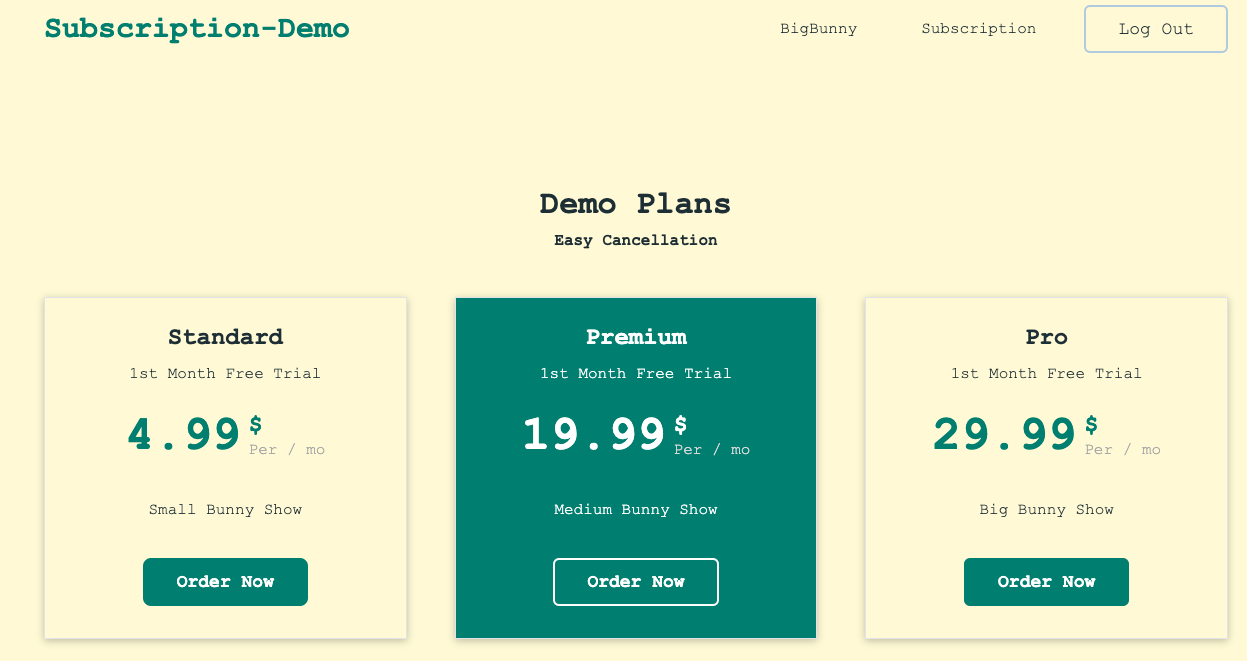 Subscription-Demo
BigBunny
Subscription
Log Out
Demo Plans
Easy Cancellation
Standard
1st Month Free Trial
4.99 $
Per / mo
Small Bunny Show
Order Now
Premium
1st Month Free Trial
19.99 $
Per / mo
Medium Bunny Show
Order Now
Pro
1st Month Free Trial
29.99 $
Per / mo
Big Bunny Show
Order Now